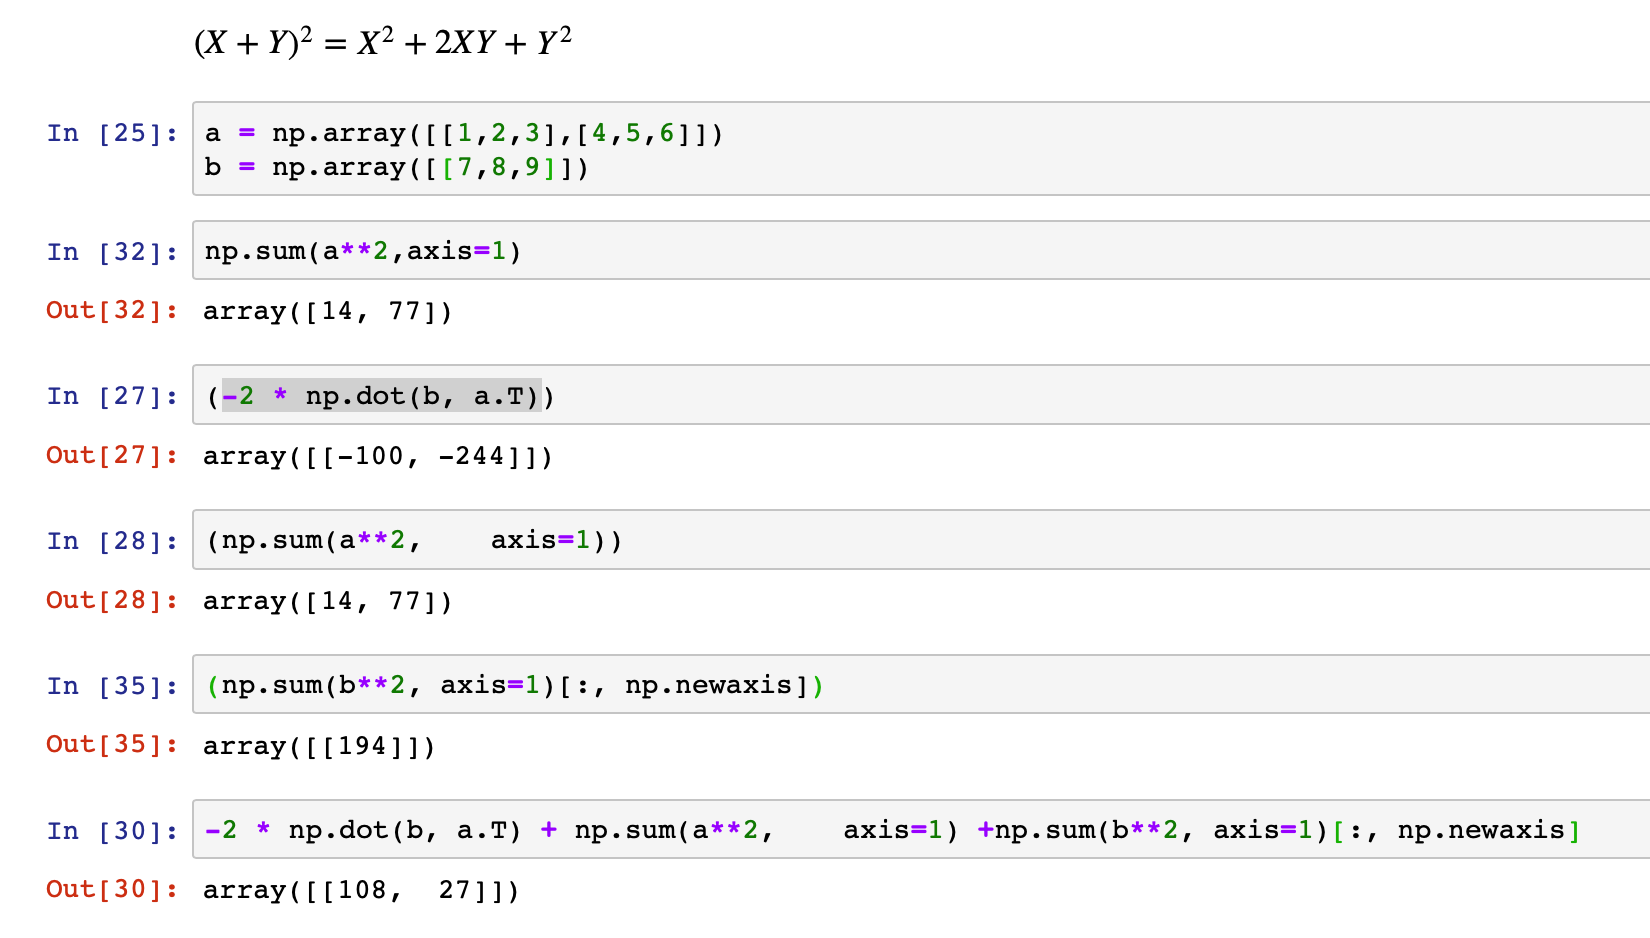 (X + Y)² = X² + 2XY + Y²
In [25]: a = np.array([[1,2,3],[4,5,6]])
b = np.array([[7,8,9]])
In [32]: np.sum(a**2,axis=1)
Out[32]: array([14, 77])
In [27]: (-2 * np.dot(b, a.T))
Out[27]: array([[-100, -244]])
In [28]: (np.sum(a**2,    axis=1))
Out[28]: array([14, 77])
In [35]: (np.sum(b**2, axis=1)[:, np.newaxis])
Out[35]: array([[194]])
In [30]: -2 * np.dot(b, a.T) + np.sum(a**2,    axis=1) +np.sum(b**2, axis=1)[:, np.newaxis]
Out[30]: array([[108,  27]])